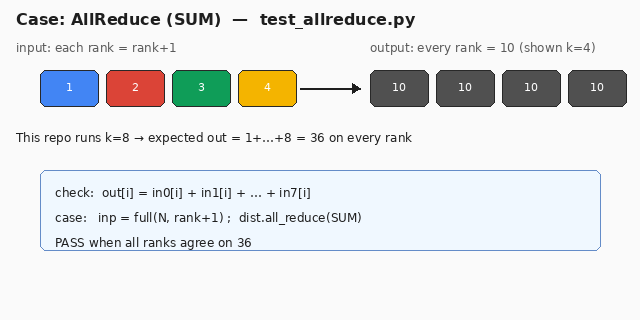 Case: AllReduce (SUM)  —  test_allreduce.py
input: each rank = rank+1    output: every rank = 10 (shown k=4)
1 2 3 4 10 10 10 10
This repo runs k=8 → expected out = 1+…+8 = 36 on every rank
check:  out[i] = in0[i] + in1[i] + … + in7[i]
case:   inp = full(N, rank+1) ;  dist.all_reduce(SUM)
PASS when all ranks agree on 36